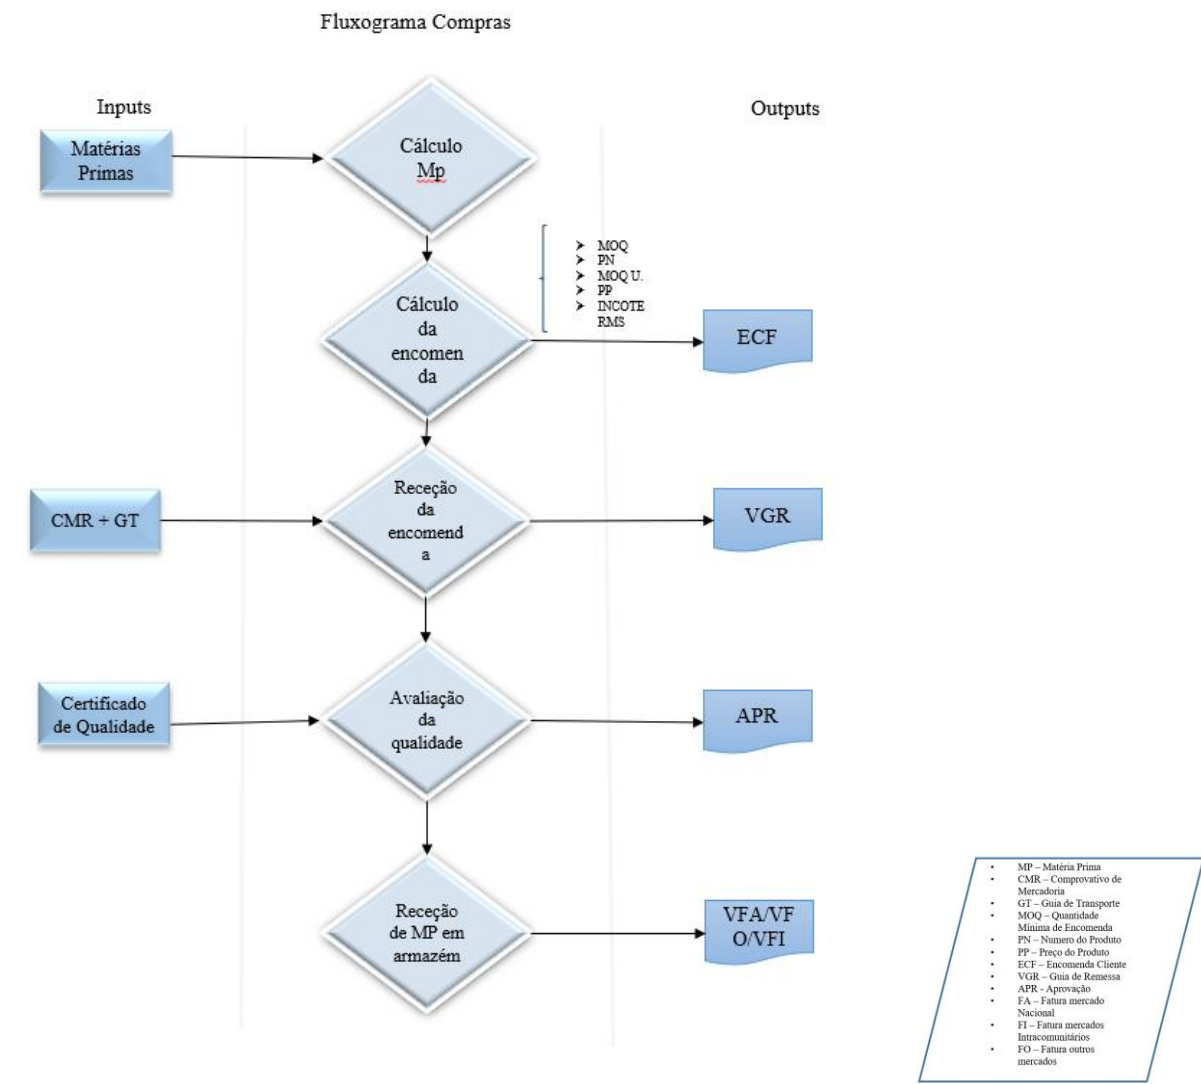 Fluxograma Compras
Inputs
Outputs
Matérias
Primas
Cálculo
Mp
MOQ
PN
MOQ U.
PP
INCOTE
RMS
Cálculo
da
encomen
da
ECF
CMR + GT
Receção
da
encomend
a
VGR
Certificado
de Qualidade
Avaliação
da
qualidade
APR
Receção
de MP em
armazém
VFA/VF
O/VFI
MP – Matéria Prima
CMR – Comprovativo de
Mercadoria
GT – Guia de Transporte
MOQ – Quantidade
Mínima de Encomenda
PN – Numero do Produto
PP – Preço do Produto
ECF – Encomenda Cliente
VGR – Guia de Remessa
APR - Aprovação
FA – Fatura mercado
Nacional
FI – Fatura mercados
Intracomunitários
FO – Fatura outros
mercados